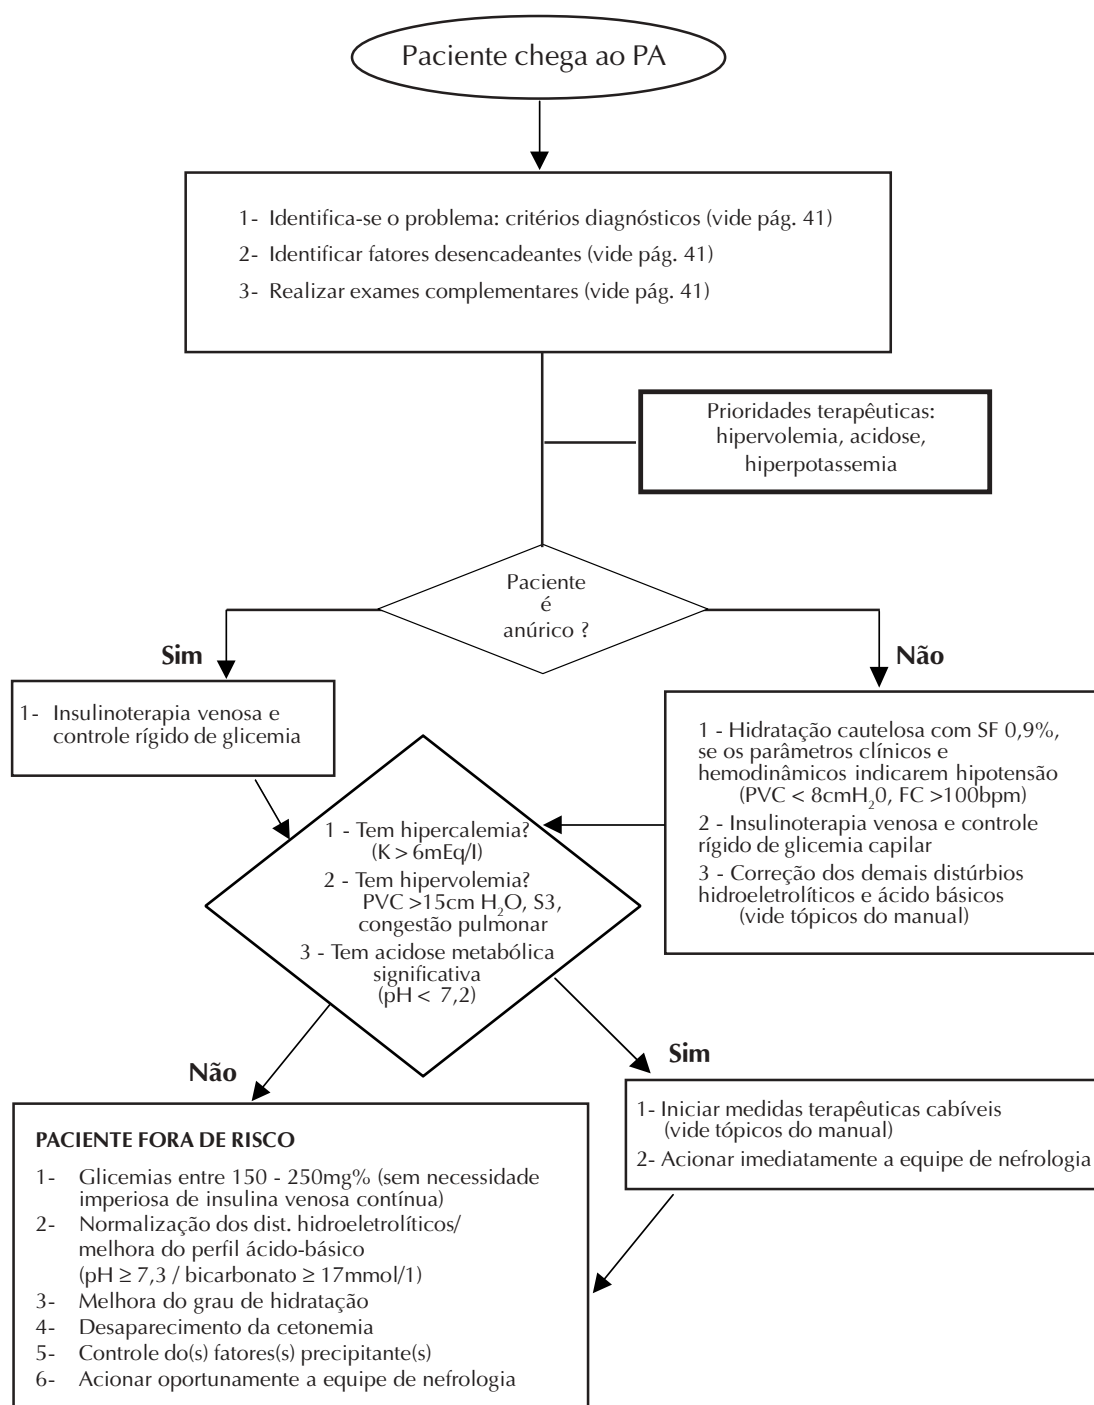 Paciente chega ao PA
1- Identifica-se o problema: critérios diagnósticos (vide pág. 41)
2- Identificar fatores desencadeantes (vide pág. 41)
3- Realizar exames complementares (vide pág. 41)
Prioridades terapêuticas:
hipervolemia, acidose,
hiperpotassemia
Paciente
é
anúrico ?
Sim
Não
1- Insulinoterapia venosa e
controle rígido de glicemia
1 - Hidratação cautelosa com SF 0,9%,
se os parâmetros clínicos e
hemodinâmicos indicarem hipotensão
(PVC < 8cmH₂0, FC >100bpm)
2 - Insulinoterapia venosa e controle
rígido de glicemia capilar
3 - Correção dos demais distúrbios
hidroeletrolíticos e ácido básicos
(vide tópicos do manual)
1 - Tem hipercalemia?
(K > 6mEq/l)
2 - Tem hipervolemia?
PVC >15cm H₂O, S3,
congestão pulmonar
3 - Tem acidose metabólica
significativa
(pH < 7,2)
Não
Sim
1- Iniciar medidas terapêuticas cabíveis
(vide tópicos do manual)
2- Acionar imediatamente a equipe de nefrologia
PACIENTE FORA DE RISCO
1- Glicemias entre 150 - 250mg% (sem necessidade
imperiosa de insulina venosa contínua)
2- Normalização dos dist. hidroeletrolíticos/
melhora do perfil ácido-básico
(pH ≥ 7,3 / bicarbonato ≥ 17mmol/1)
3- Melhora do grau de hidratação
4- Desaparecimento da cetonemia
5- Controle do(s) fatores(s) precipitante(s)
6- Acionar oportunamente a equipe de nefrologia